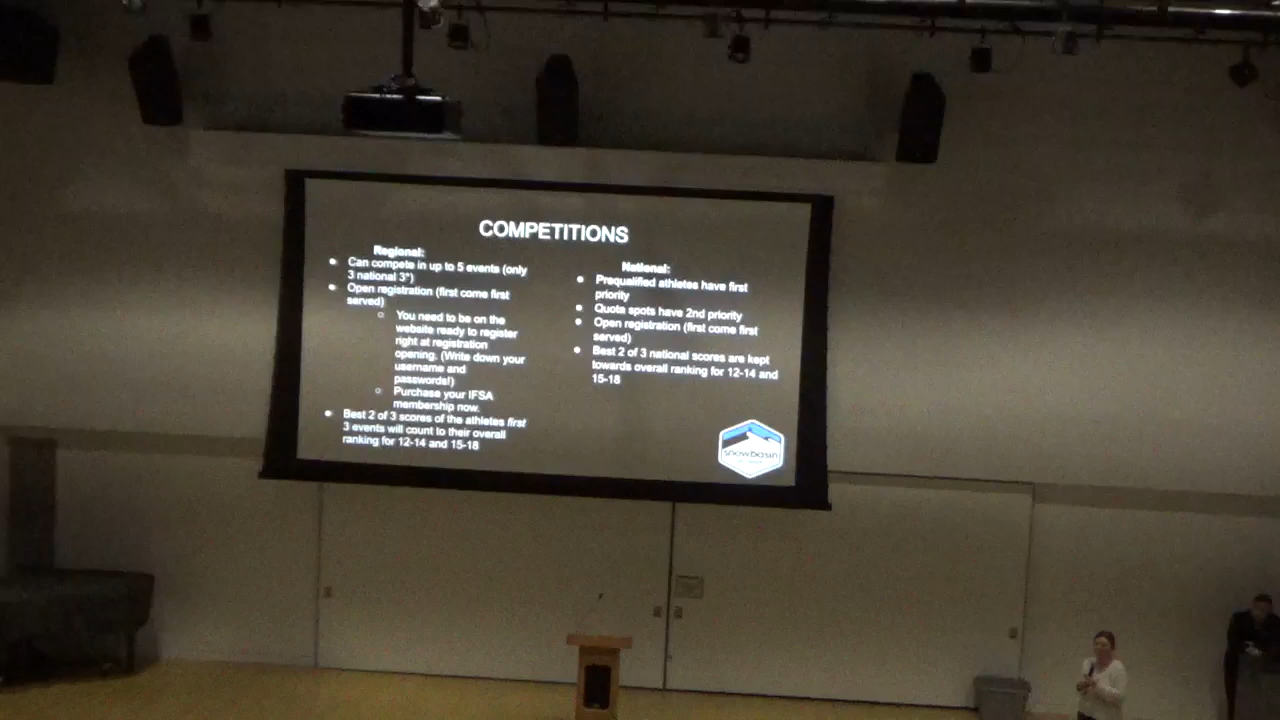 COMPETITIONS
Regional:
● Can compete in up to 5 events (only
3 national 3*)
● Open registration (first come first
served)
○ You need to be on the
website ready to register
right at registration
opening. (Write down your
username and
passwords!)
○ Purchase your IFSA
membership now.
● Best 2 of 3 scores of the athletes first
3 events will count to their overall
ranking for 12-14 and 15-18
National:
● Prequalified athletes have first
priority
● Quota spots have 2nd priority
● Open registration (first come first
served)
● Best 2 of 3 national scores are kept
towards overall ranking for 12-14 and
15-18
snowbasin